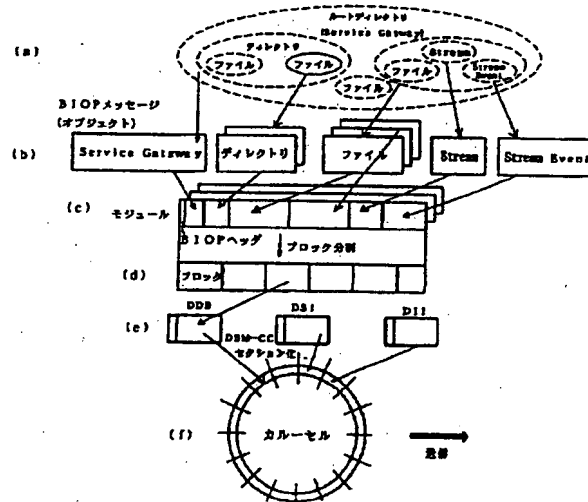 ルートディレクトリ
(Service Gateway)
(a)
ディレクトリ
Stream
ファイル
ファイル
ファイル
Stream Event
ファイル
BIOPメッセージ
(オブジェクト)
(b)
Service Gateway
ディレクトリ
ファイル
Stream
Stream Event
(c)
モジュール
BIOPヘッダ
ブロック分割
(d)
ブロック
DDB
DSI
DII
(e)
DSM-CC
セクション化
(f)
カルーセル
送信